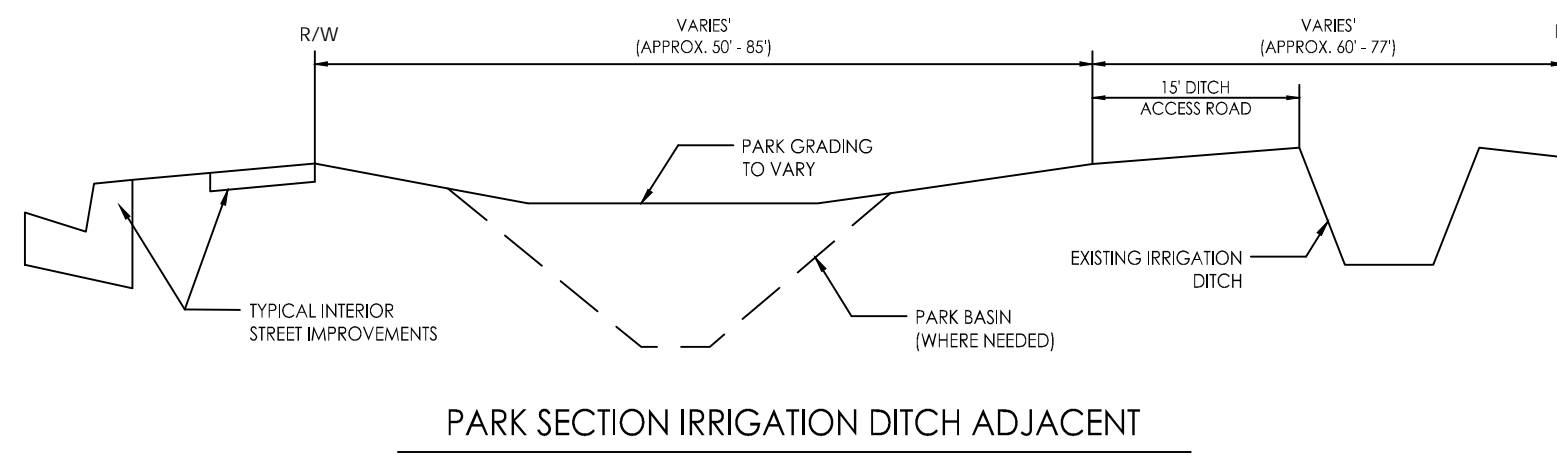 R/W
VARIES'
(APPROX. 50' - 85')
VARIES'
(APPROX. 60' - 77')
15' DITCH
ACCESS ROAD
PARK GRADING
TO VARY
EXISTING IRRIGATION
DITCH
TYPICAL INTERIOR
STREET IMPROVEMENTS
PARK BASIN
(WHERE NEEDED)
PARK SECTION IRRIGATION DITCH ADJACENT